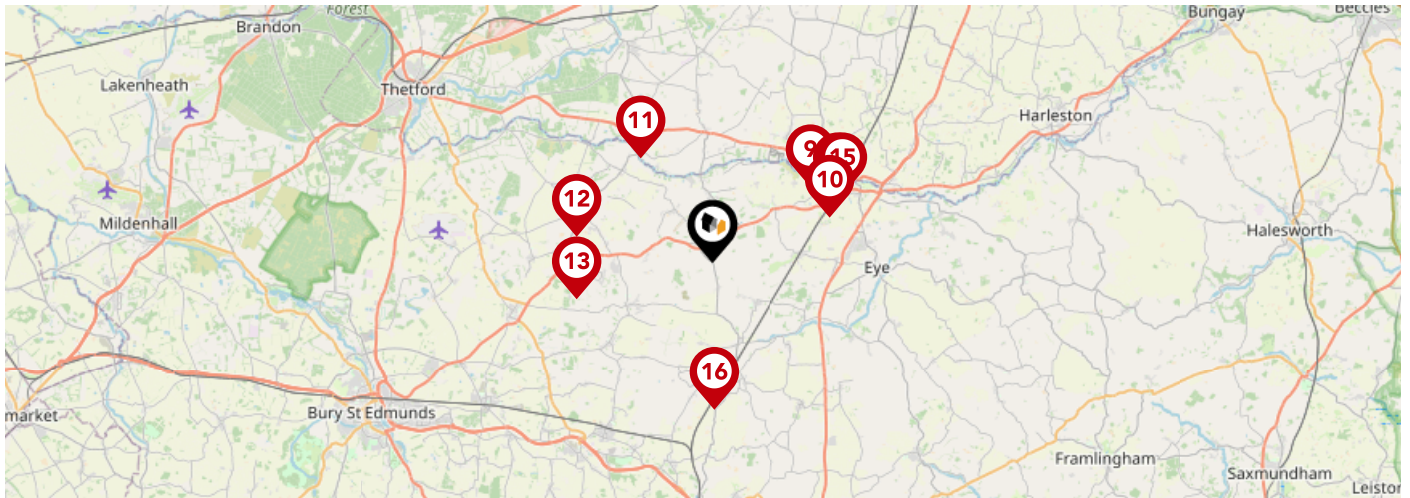 Forest
Brandon
Bungay
Beccles
Lakenheath
Thetford
Harleston
11
9
15
10
12
Mildenhall
Halesworth
13
Eye
16
market
Bury St Edmunds
Framlingham
Saxmundham
Leiston